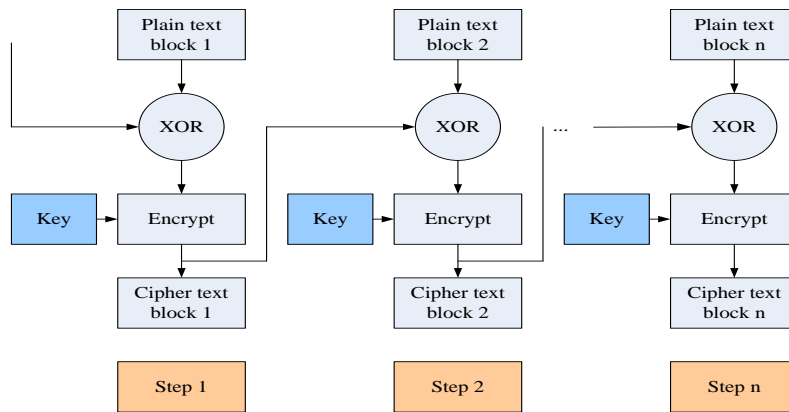 Plain text
block 1
Plain text
block 2
Plain text
block n
XOR
XOR
...
XOR
Key
Encrypt
Key
Encrypt
Key
Encrypt
Cipher text
block 1
Cipher text
block 2
Cipher text
block n
Step 1
Step 2
Step n